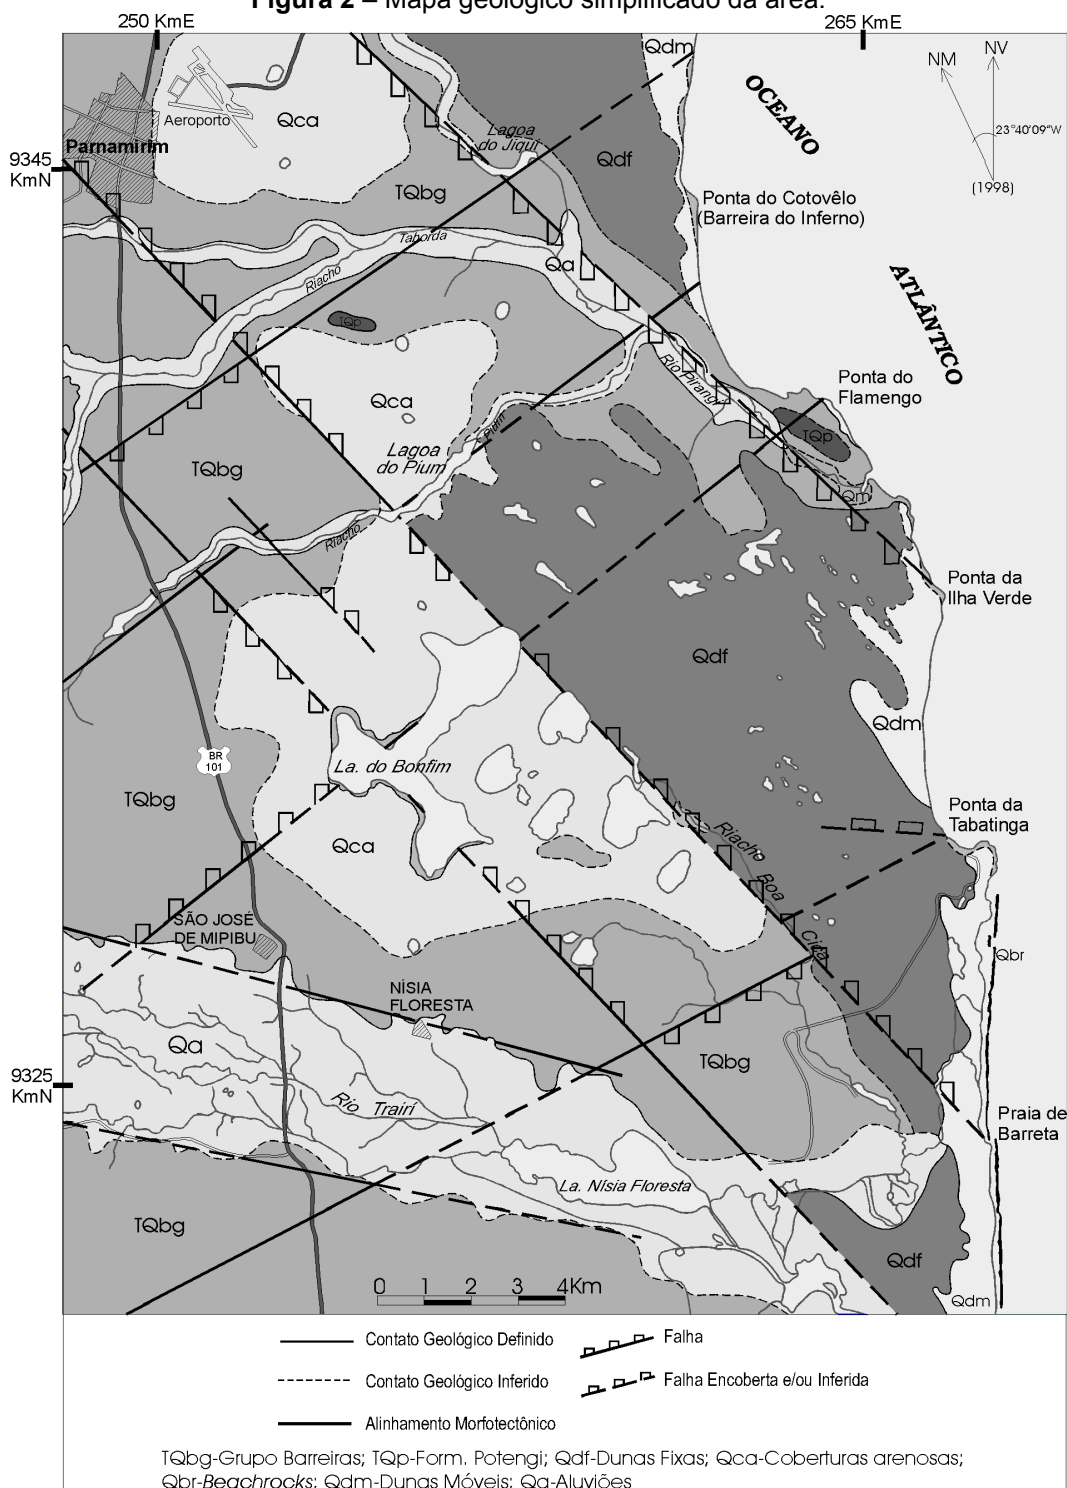 Figura 2 – Mapa geológico simplificado da área.
250 KmE
265 KmE
Qdm
NM
NV
23°40'09"W
(1998)
OCEANO
ATLÂNTICO
Aeroporto
Qca
Lagoa
do Jiqui
Qdf
9345
KmN
Parnamirim
TQbg
Ponta do Cotovêlo
(Barreira do Inferno)
Taborda
Riacho
Qa
TQp
Rio Pirangi
Ponta do
Flamengo
Qca
Pium
TQp
Lagoa
do Pium
TQbg
Qm
Riacho
Ponta da
Ilha Verde
Qdf
Qdm
BR
101
La. do Bonfim
TQbg
Ponta da
Tabatinga
Qca
Riacho
Boa
Cica
SÃO JOSÉ
DE MIPIBU
Qbr
NÍSIA
FLORESTA
Qa
TQbg
9325
KmN
Rio Trairí
Praia de
Barreta
La. Nísia Floresta
TQbg
Qdf
Qdm
0 1 2 3 4Km
Contato Geológico Definido
Falha
Contato Geológico Inferido
Falha Encoberta e/ou Inferida
Alinhamento Morfotectônico
TQbg-Grupo Barreiras; TQp-Form. Potengi; Qdf-Dunas Fixas; Qca-Coberturas arenosas;
Qbr-Beachrocks; Qdm-Dunas Móveis; Qa-Aluviões